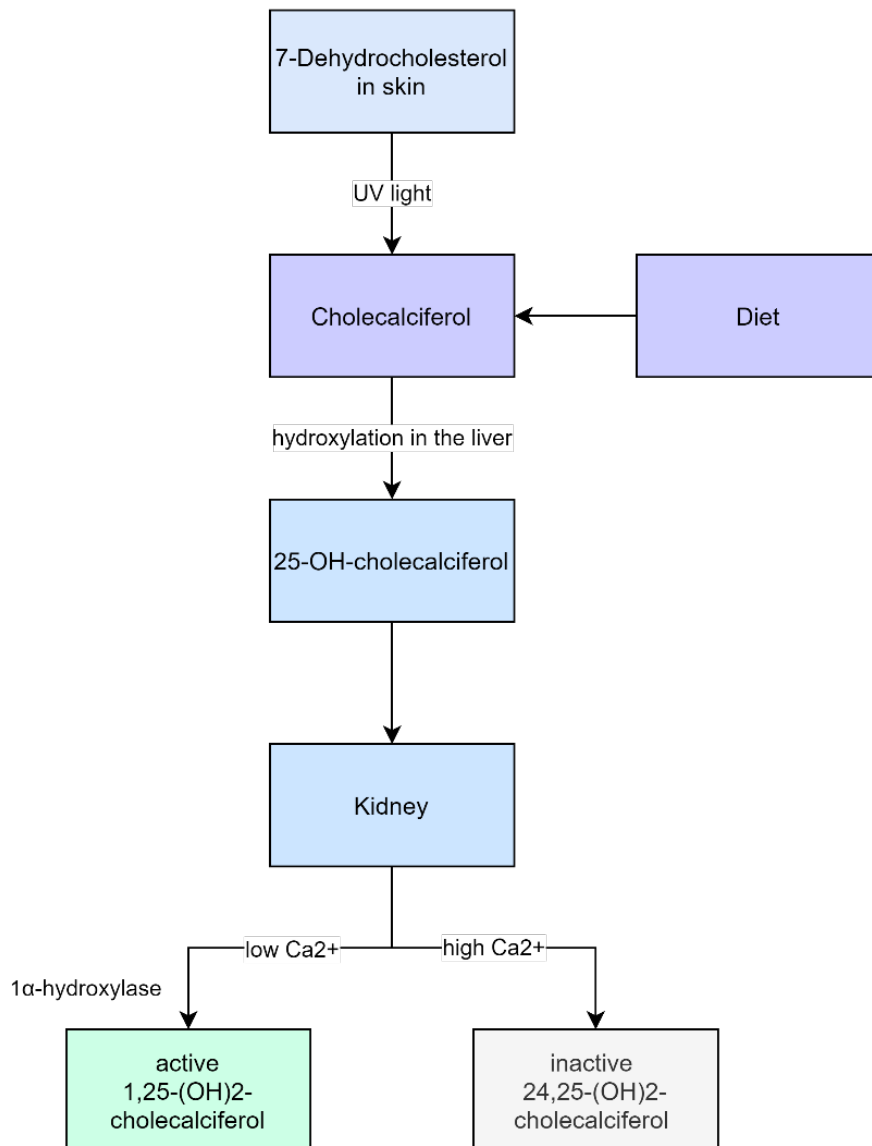 7-Dehydrocholesterol
in skin
UV light
Cholecalciferol
Diet
hydroxylation in the liver
25-OH-cholecalciferol
Kidney
low Ca2+
high Ca2+
1α-hydroxylase
active
1,25-(OH)2-
cholecalciferol
inactive
24,25-(OH)2-
cholecalciferol